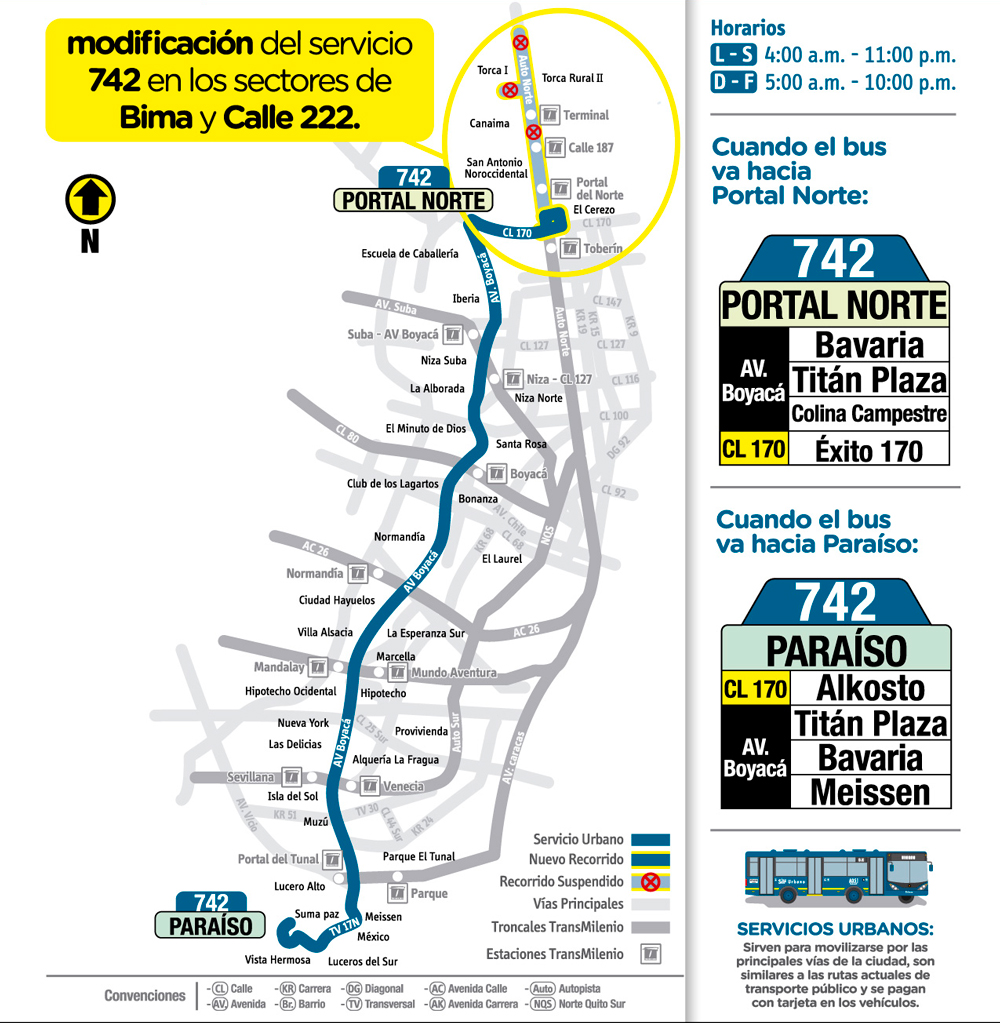 modificación del servicio
742 en los sectores de
Bima y Calle 222.
N
742
PORTAL NORTE
Torca I
Torca Rural II
Auto Norte
Canaima
Terminal
Calle 187
San Antonio
Noroccidental
Portal
del Norte
El Cerezo
CL 170
CL 170
Toberín
Escuela de Caballería
AV. Boyacá
Iberia
AV. Suba
Suba - AV Boyacá
Auto Norte
CL 147
KR 19
KR 15
KR 9
CL 127
CL 127
Niza Suba
Niza - CL 127
CL 116
La Alborada
Niza Norte
CL 100
El Minuto de Dios
CL 80
Santa Rosa
DG 92
Boyacá
Club de los Lagartos
CL 92
Bonanza
AV. Chile
CL 68
KR 68
NQS
Normandía
AC 26
El Laurel
Normandía
AV Boyacá
Ciudad Hayuelos
Villa Alsacia
La Esperanza Sur
AC 26
Marcella
Mandalay
Mundo Aventura
Hipotecho Ocidental
Hipotecho
Nueva York
CL 25 Sur
Provivienda
Auto Sur
Las Delicias
AV Boyacá
Alquería La Fragua
AV. caracas
Sevillana
Venecia
Isla del Sol
AV. Vicio
KR 51
TV 30
CL 44 Sur
KR 24
Muzú
Portal del Tunal
Parque El Tunal
Lucero Alto
Parque
742
PARAÍSO
Suma paz
TV 17N
Meissen
México
Vista Hermosa
Luceros del Sur
Servicio Urbano
Nuevo Recorrido
Recorrido Suspendido
Vías Principales
Troncales TransMilenio
Estaciones TransMilenio
Convenciones
-CL Calle
-KR Carrera
-DG Diagonal
-AC Avenida Calle
-Auto Autopista
-AV. Avenida
-Br. Barrio
-TV Transversal
-AK Avenida Carrera
-NQS Norte Quito Sur
Horarios
L - S 4:00 a.m. - 11:00 p.m.
D - F 5:00 a.m. - 10:00 p.m.
Cuando el bus
va hacia
Portal Norte:
742
PORTAL NORTE
AV.
Boyacá
Bavaria
Titán Plaza
Colina Campestre
CL 170
Éxito 170
Cuando el bus
va hacia Paraíso:
742
PARAÍSO
CL 170
Alkosto
AV.
Boyacá
Titán Plaza
Bavaria
Meissen
SERVICIOS URBANOS:
Sirven para movilizarse por las
principales vías de la ciudad, son
similares a las rutas actuales de
transporte público y se pagan
con tarjeta en los vehículos.